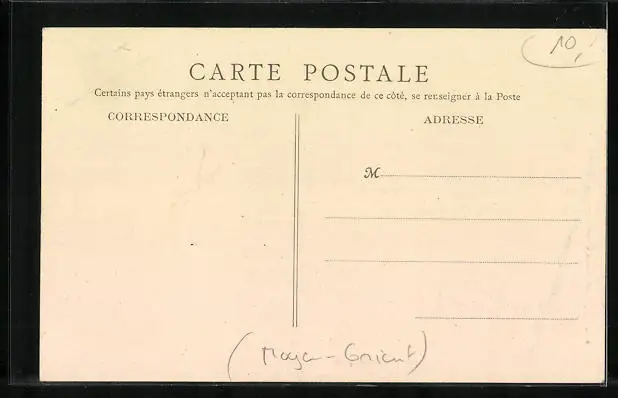 10,
CARTE POSTALE
Certains pays étrangers n'acceptant pas la correspondance de ce côté, se renseigner à la Poste
CORRESPONDANCE
ADRESSE
M
(Moyen-Orient)